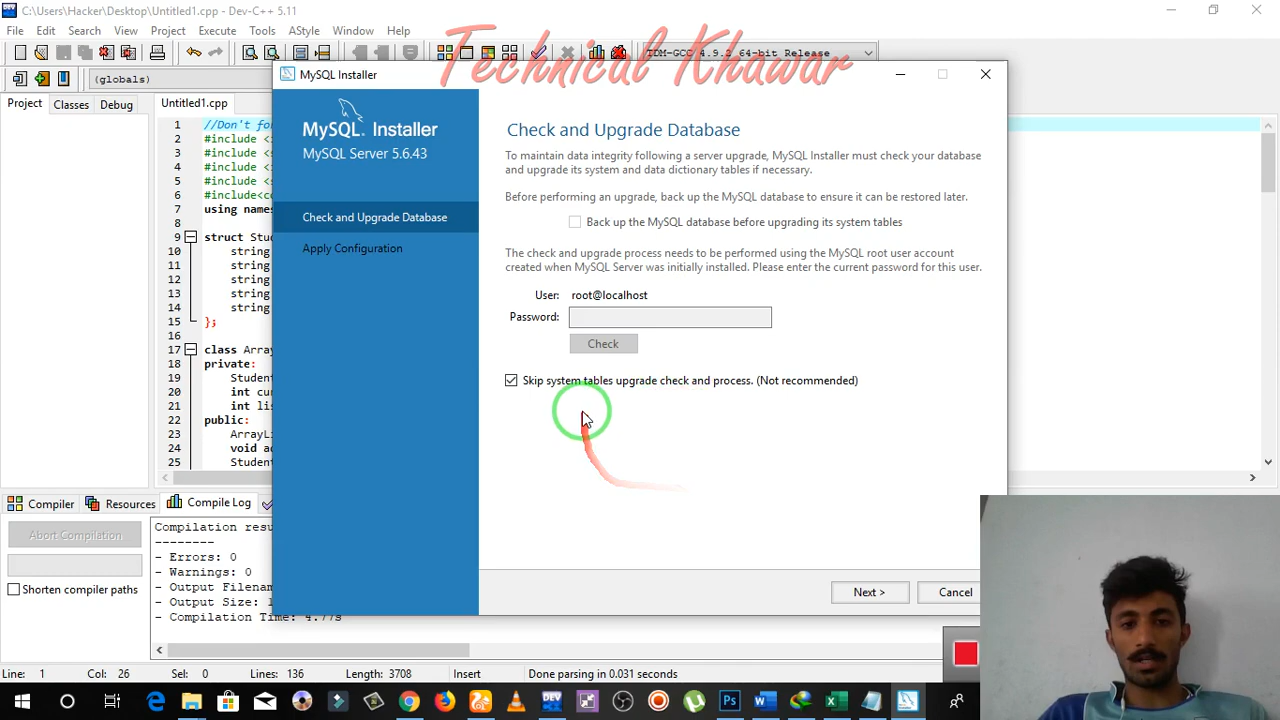 C:\Users\Hacker\Desktop\Untitled1.cpp - Dev-C++ 5.11
File Edit Search View Project Execute Tools AStyle Window Help
TDM-GCC 4.9.2 64-bit Release
Technical Khawar
(globals)
MySQL Installer
Project Classes Debug
Untitled1.cpp
MySQL. Installer
MySQL Server 5.6.43
Check and Upgrade Database
Apply Configuration
Check and Upgrade Database
To maintain data integrity following a server upgrade, MySQL Installer must check your database
and upgrade its system and data dictionary tables if necessary.
Before performing an upgrade, back up the MySQL database to ensure it can be restored later.
Back up the MySQL database before upgrading its system tables
The check and upgrade process needs to be performed using the MySQL root user account
created when MySQL Server was initially installed. Please enter the current password for this user.
User: root@localhost
Password:
Check
Skip system tables upgrade check and process. (Not recommended)
Next >
Cancel
1 //Don't for
2 #include <
3 #include <
4 #include <
5 #include <
6 #include<c
7 using names
8
9 struct Stu
10 string
11 string
12 string
13 string
14 string
15 };
16
17 class Array
18 private:
19 Student
20 int cu
21 int lis
22 public:
23 ArrayL
24 void a
25 Student
Compiler Resources Compile Log
Abort Compilation
Shorten compiler paths
Compilation resu
--------
- Errors: 0
- Warnings: 0
- Output Filenam
- Output Size: 1
- Compilation Time: 4.77s
Line: 1 Col: 26 Sel: 0 Lines: 136 Length: 3708 Insert Done parsing in 0.031 seconds